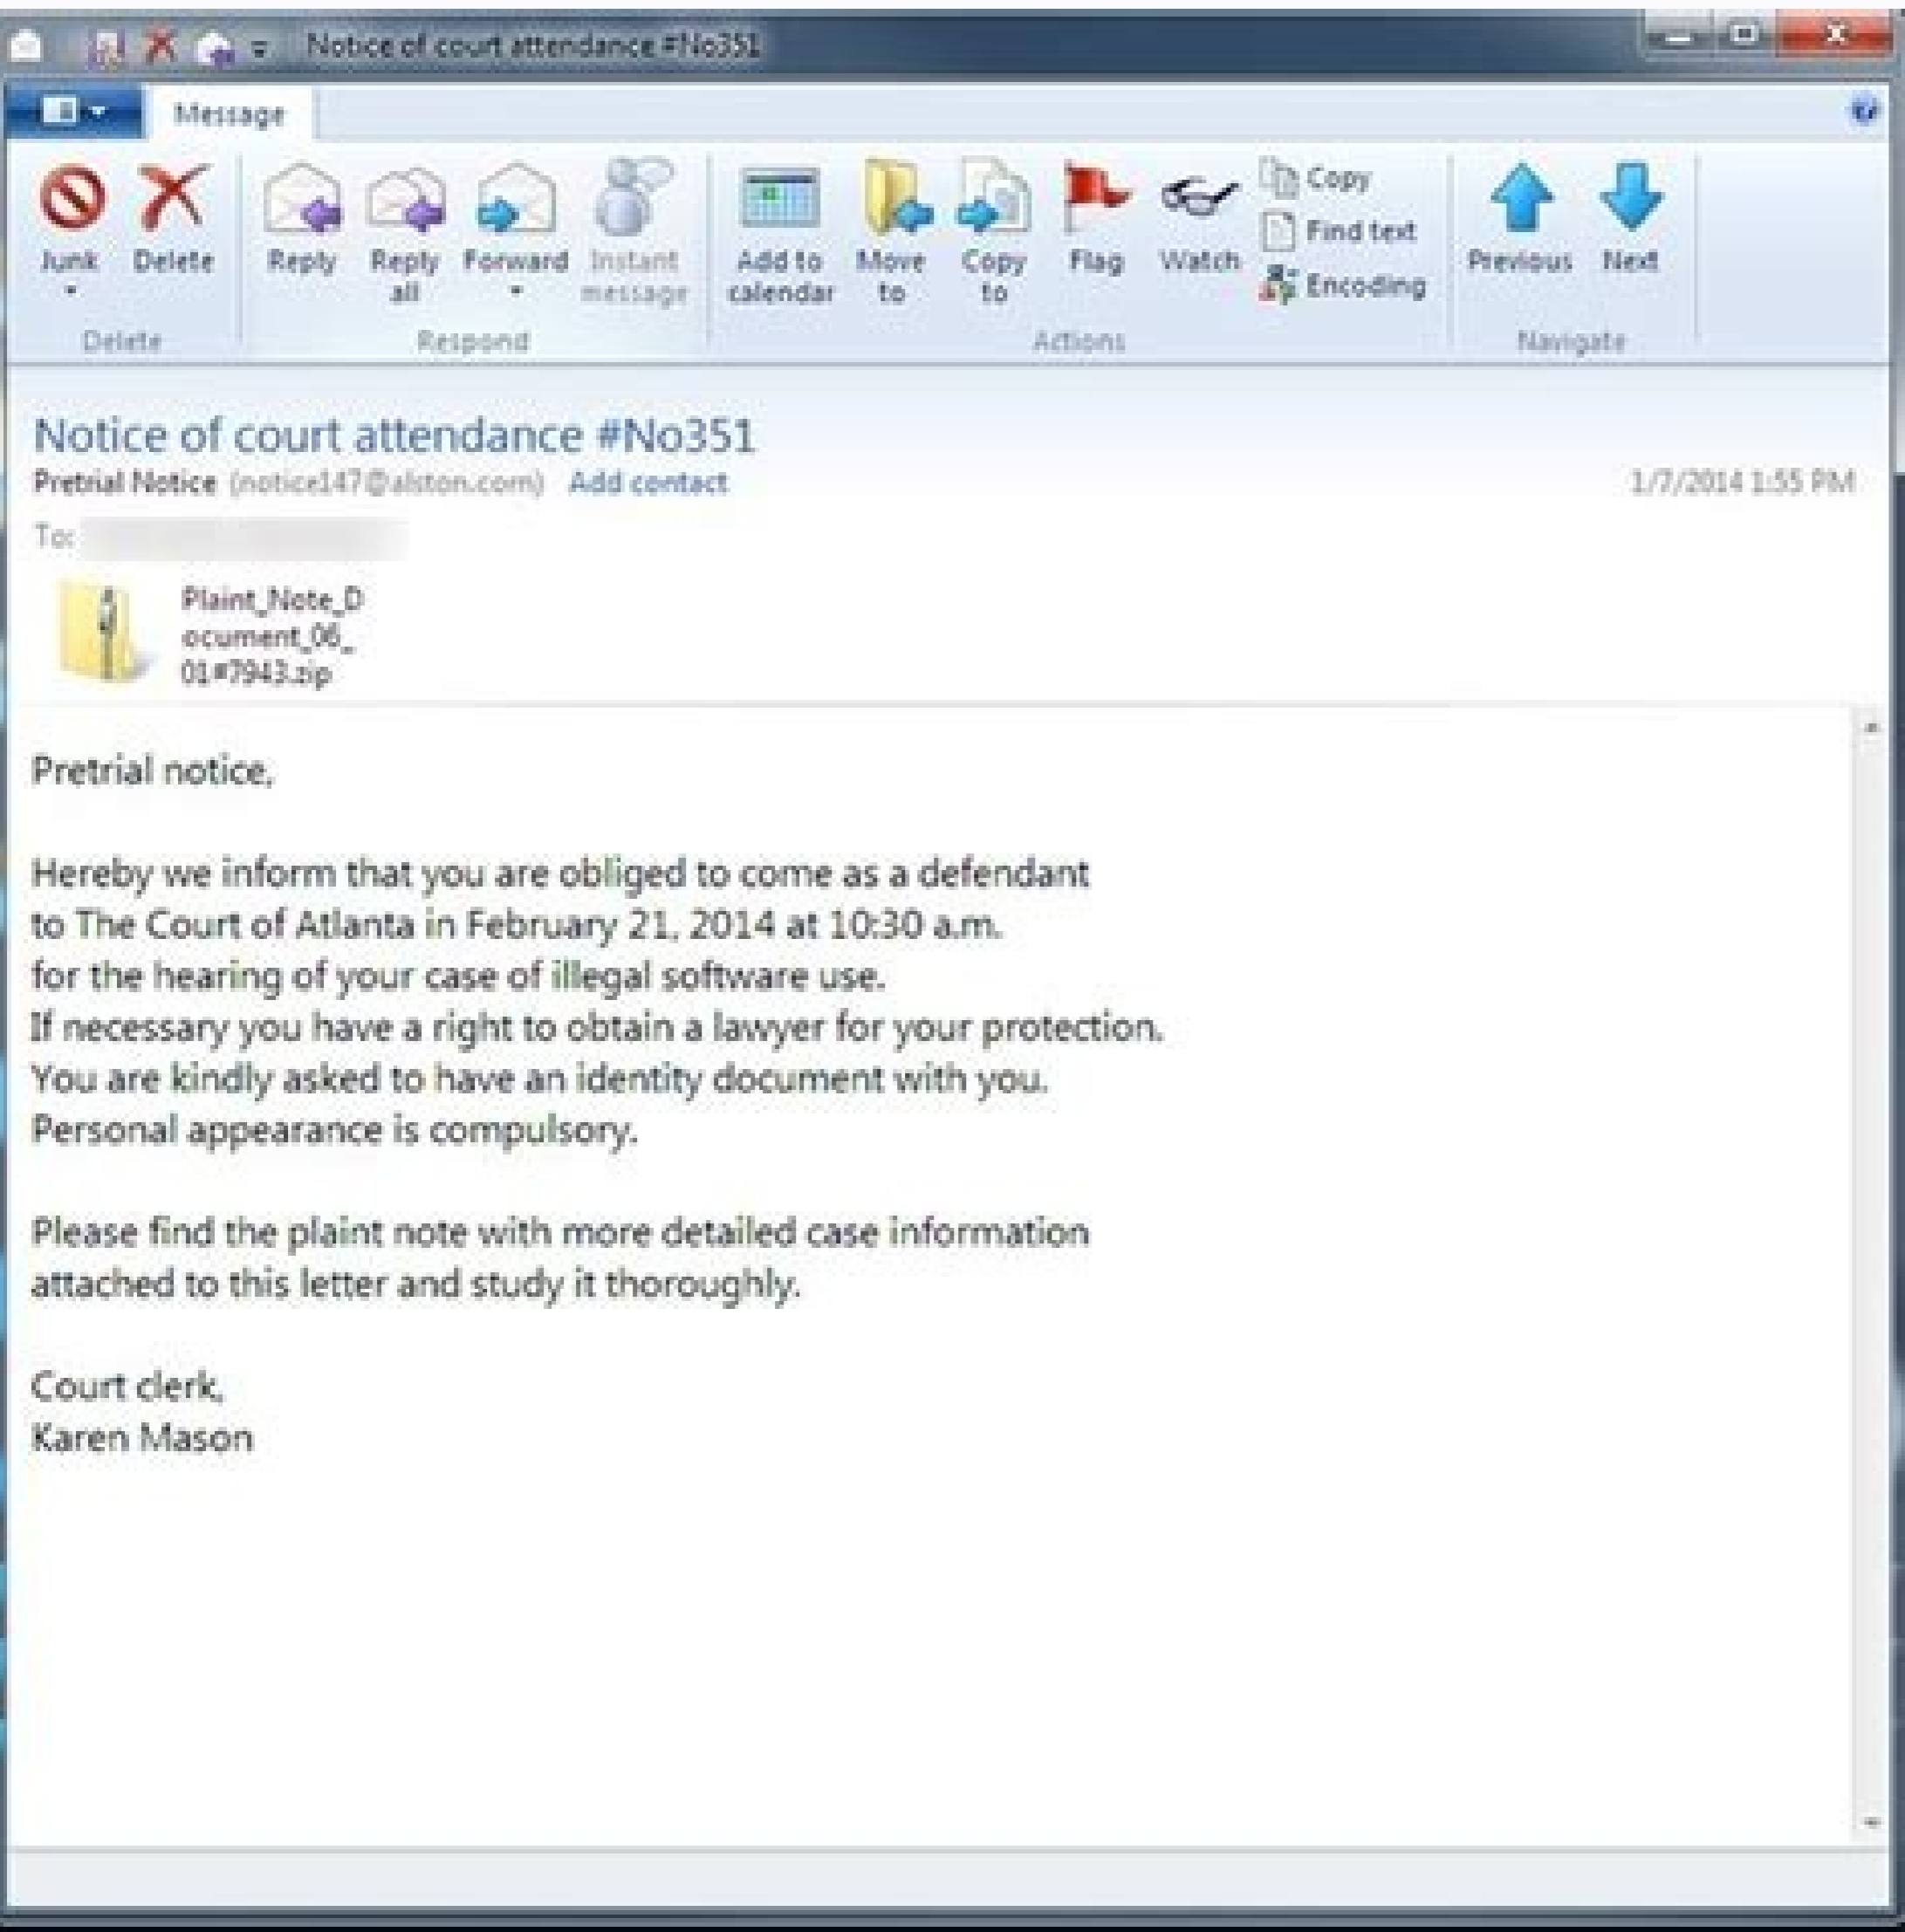 Notice of court attendance #No351
Message
Junk
Delete
Reply
Reply all
Forward
Instant message
Add to calendar
Move to
Copy to
Flag
Watch
Copy
Find text
Encoding
Previous
Next
Delete
Respond
Actions
Navigate
Notice of court attendance #No351
Pretrial Notice (notice147@alston.com) Add contact
1/7/2014 1:55 PM
To:
Plaint_Note_D
ocument_06_
01#7943.zip
Pretrial notice,
Hereby we inform that you are obliged to come as a defendant
to The Court of Atlanta in February 21, 2014 at 10:30 a.m.
for the hearing of your case of illegal software use.
If necessary you have a right to obtain a lawyer for your protection.
You are kindly asked to have an identity document with you.
Personal appearance is compulsory.
Please find the plaint note with more detailed case information
attached to this letter and study it thoroughly.
Court clerk,
Karen Mason